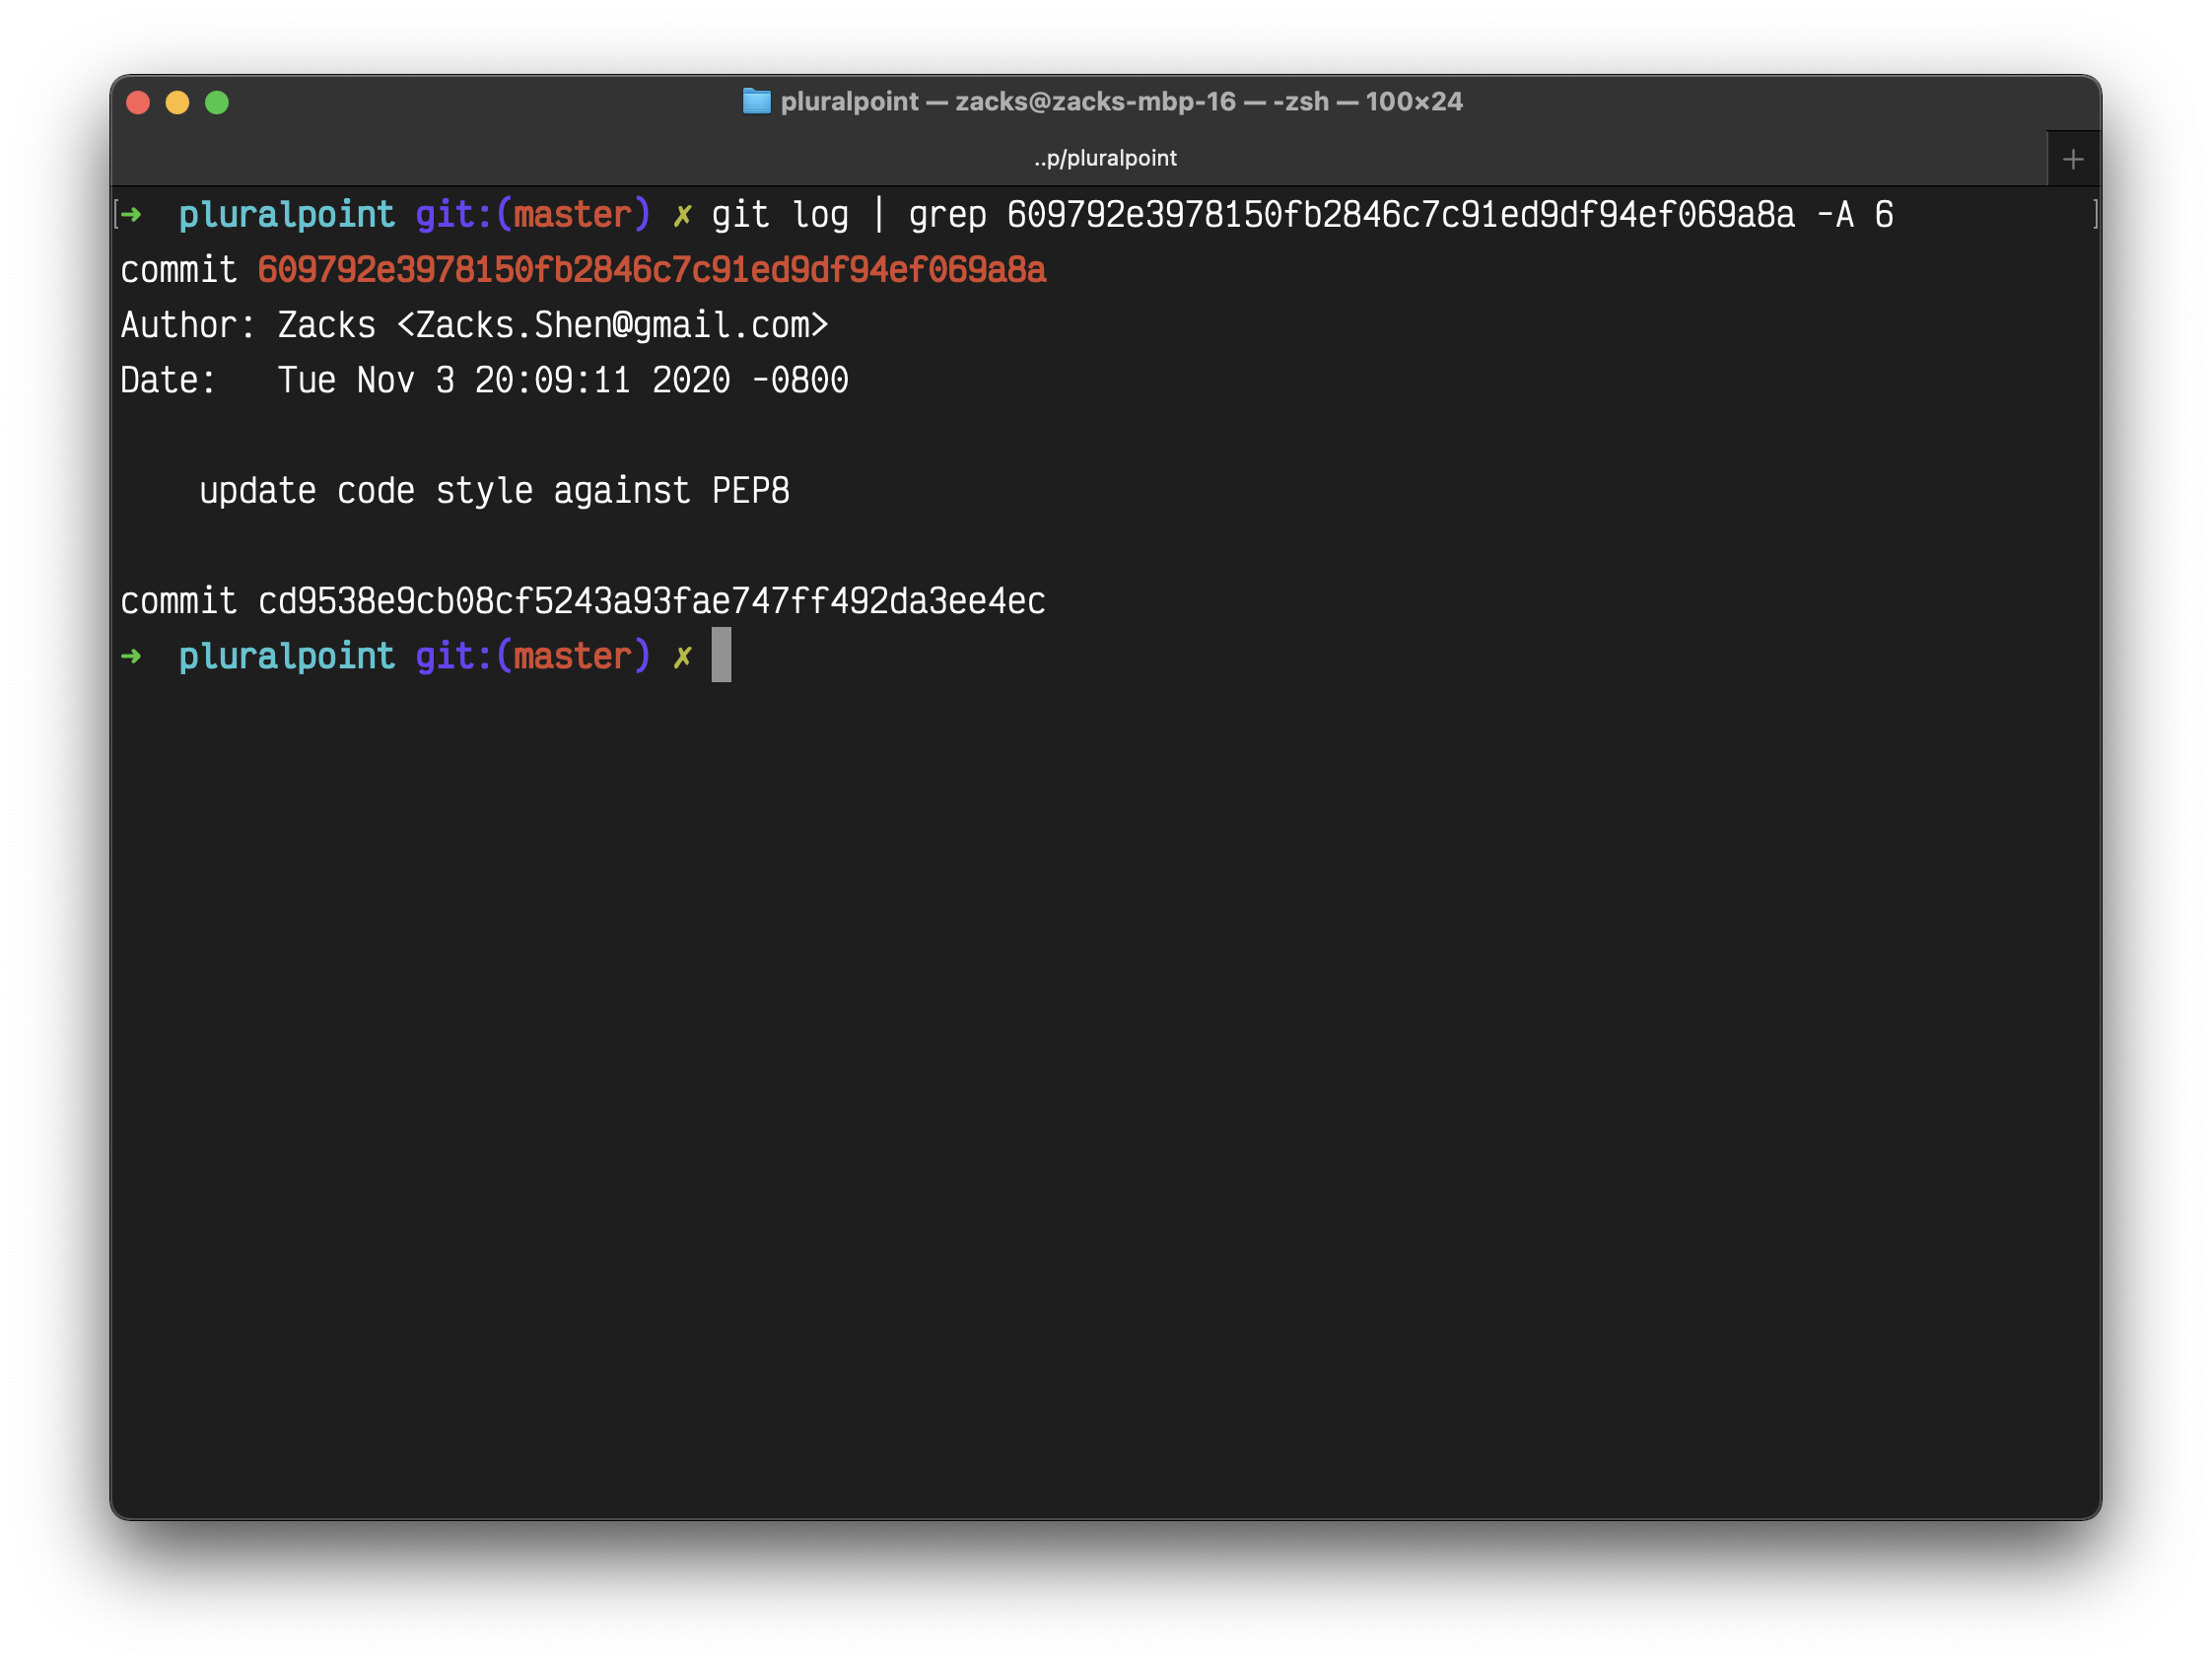 pluralpoint — zacks@zacks-mbp-16 — -zsh — 100×24
..p/pluralpoint
+
[➜  pluralpoint git:(master) ✗ git log | grep 609792e3978150fb2846c7c91ed9df94ef069a8a -A 6 ]
commit 609792e3978150fb2846c7c91ed9df94ef069a8a
Author: Zacks <Zacks.Shen@gmail.com>
Date:   Tue Nov 3 20:09:11 2020 -0800
    update code style against PEP8
commit cd9538e9cb08cf5243a93fae747ff492da3ee4ec
➜  pluralpoint git:(master) ✗